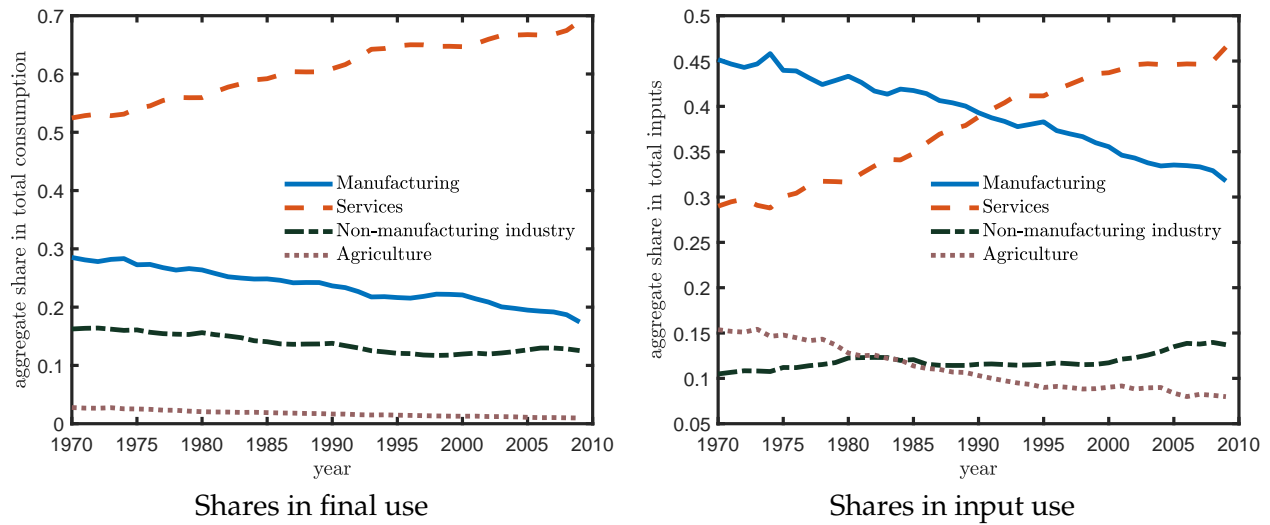 aggregate share in total consumption
0.7
0.6
0.5
0.4
0.3
0.2
0.1
0
Manufacturing
Services
Non-manufacturing industry
Agriculture
1970 1975 1980 1985 1990 1995 2000 2005 2010
year
Shares in final use
aggregate share in total inputs
0.5
0.45
0.4
0.35
0.3
0.25
0.2
0.15
0.1
0.05
Manufacturing
Services
Non-manufacturing industry
Agriculture
1970 1975 1980 1985 1990 1995 2000 2005 2010
year
Shares in input use